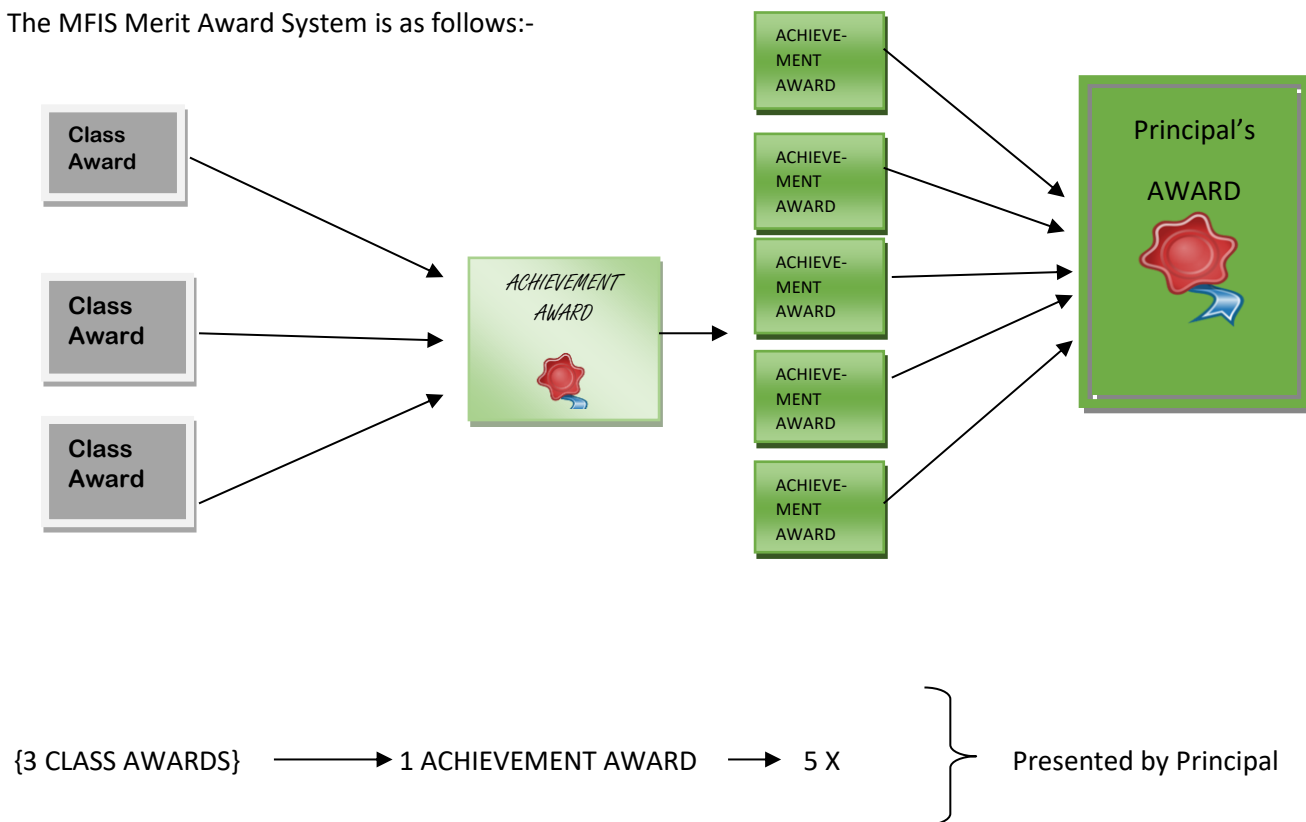 The MFIS Merit Award System is as follows:-
Class
Award
Class
Award
Class
Award
ACHIEVEMENT
AWARD
ACHIEVE-
MENT
AWARD
ACHIEVE-
MENT
AWARD
ACHIEVE-
MENT
AWARD
ACHIEVE-
MENT
AWARD
ACHIEVE-
MENT
AWARD
Principal’s
AWARD
{3 CLASS AWARDS} 1 ACHIEVEMENT AWARD 5 X Presented by Principal